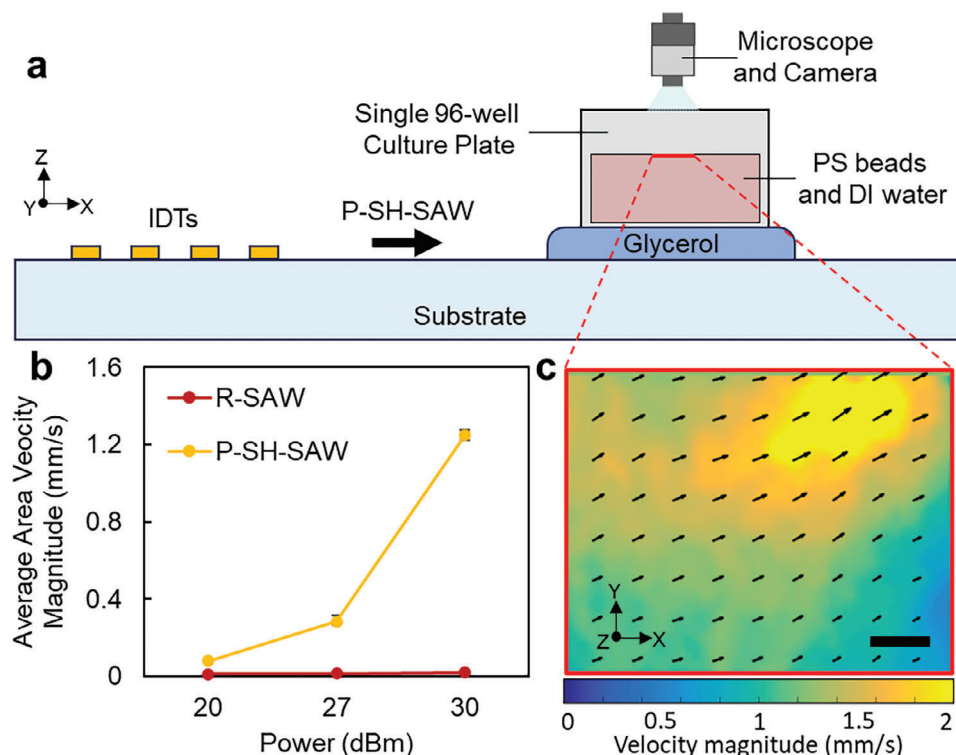 a
Microscope
and Camera
Single 96-well
Culture Plate
PS beads
and DI water
Z
Y
X
IDTs
P-SH-SAW
Glycerol
Substrate
b
Average Area Veocity
Magnitude (mm/s)
1.6
1.2
0.8
0.4
0
R-SAW
P-SH-SAW
20
27
30
Power (dBm)
c
Y
Z
X
0
0.5
1
1.5
2
Velocity magnitude (mm/s)